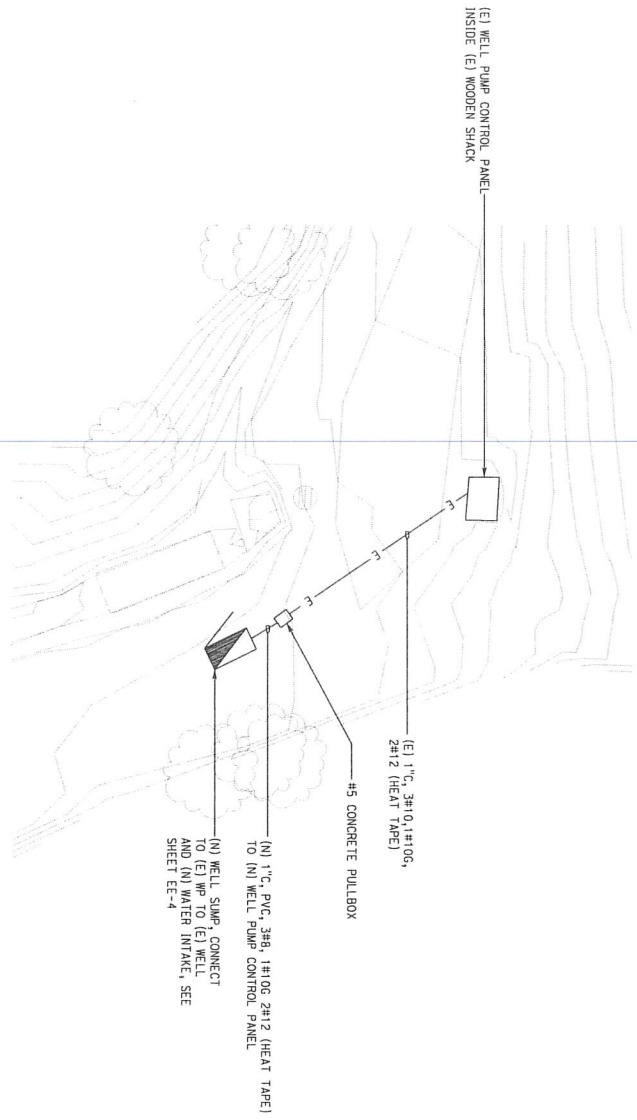 (E) WELL PUMP CONTROL PANEL
INSIDE (E) WOODEN SHACK
E
E
E
(E) 1"C, 3#10,1#10G,
2#12 (HEAT TAPE)
#5 CONCRETE PULLBOX
(N) 1"C, PVC, 3#8, 1#10G 2#12 (HEAT TAPE)
TO (N) WELL PUMP CONTROL PANEL
(N) WELL SUMP, CONNECT
TO (E) WP TO (E) WELL
AND (N) WATER INTAKE, SEE
SHEET EE-4